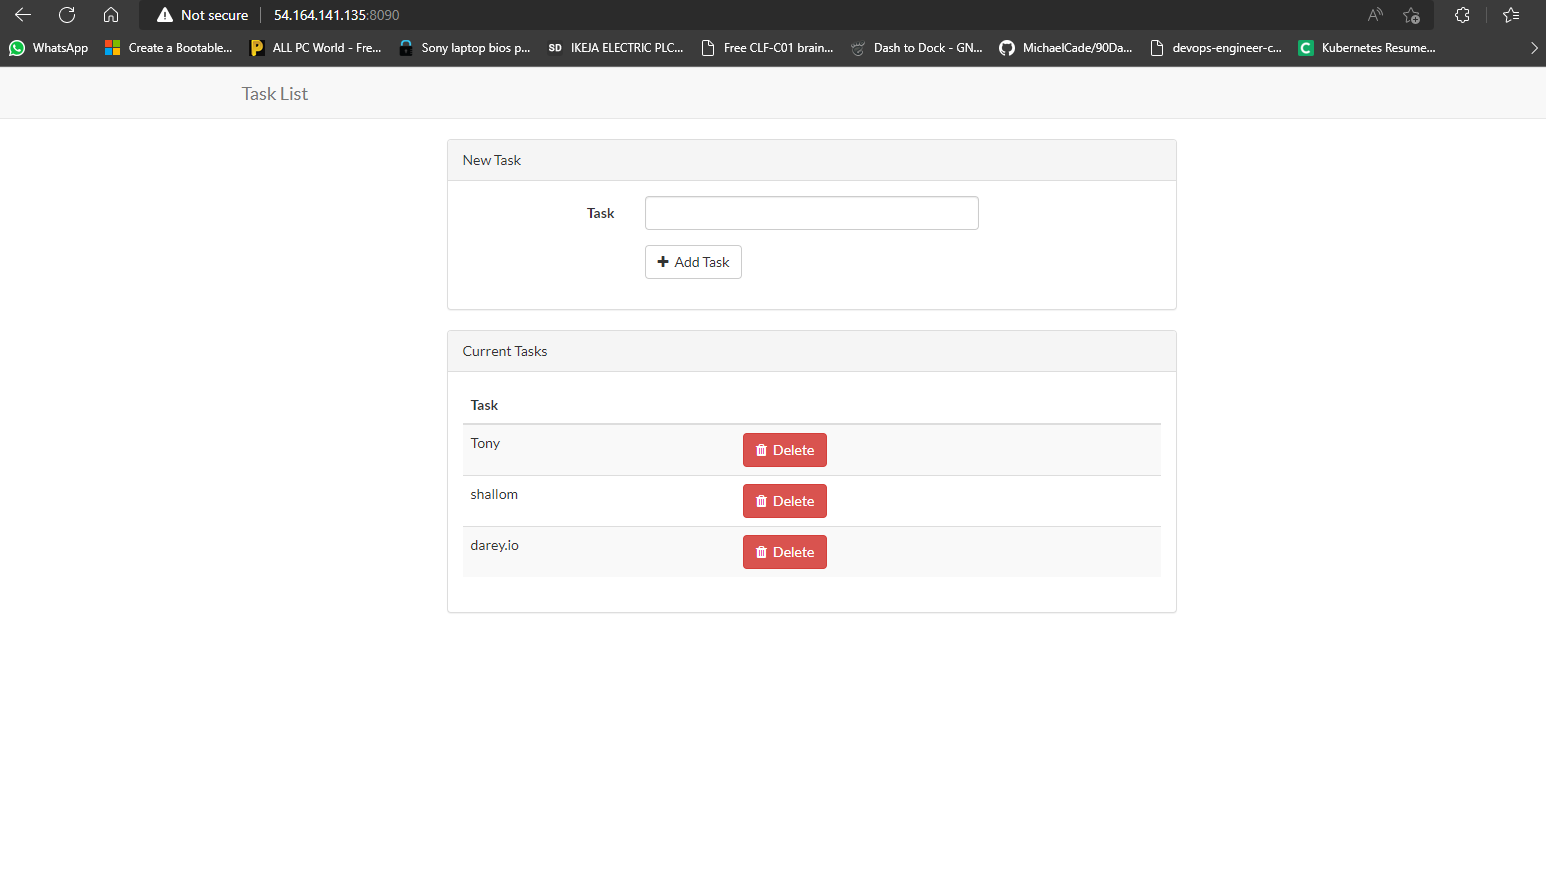 Not secure 54.164.141.135:8090
WhatsApp Create a Bootable... ALL PC World - Fre... Sony laptop bios p... SD IKEJA ELECTRIC PLC... Free CLF-C01 brain... Dash to Dock - GN... MichaelCade/90Da... devops-engineer-c... C Kubernetes Resume...
Task List
New Task
Task
Add Task
Current Tasks
Task
Tony Delete
shallom Delete
darey.io Delete